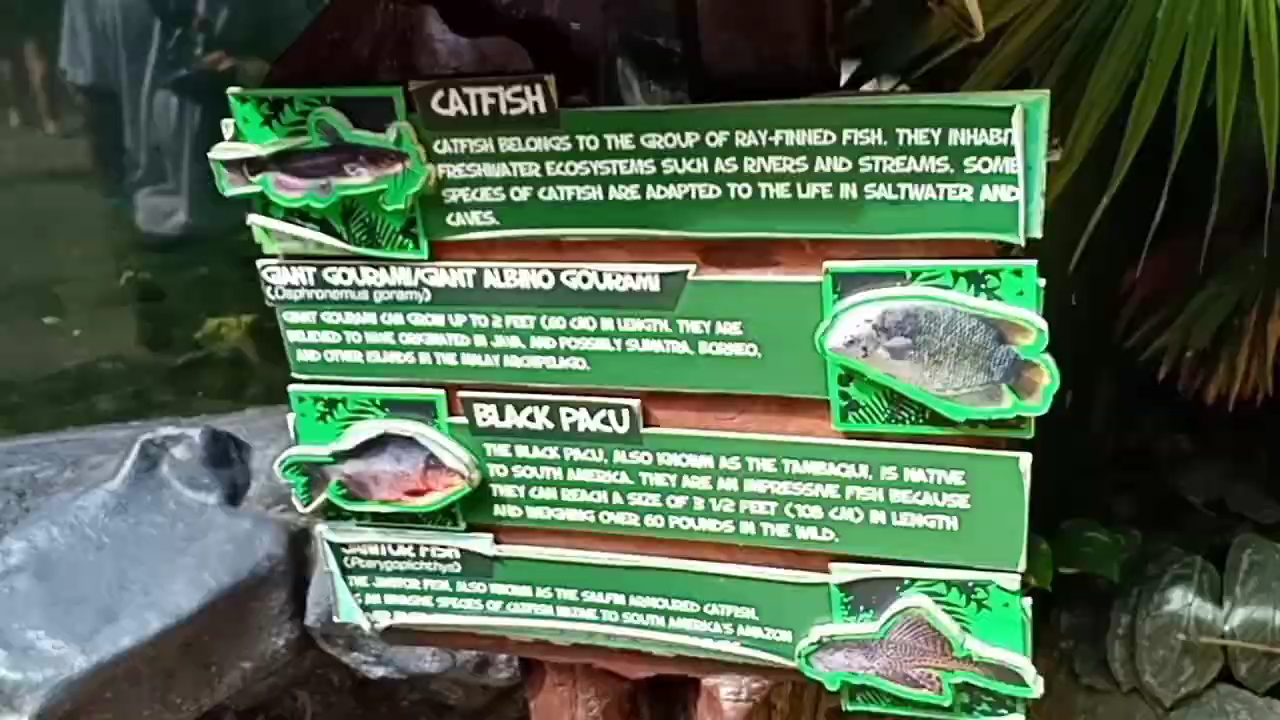 CATFISH
CATFISH BELONGS TO THE GROUP OF RAY-FINNED FISH. THEY INHABIT
FRESHWATER ECOSYSTEMS SUCH AS RIVERS AND STREAMS. SOME
SPECIES OF CATFISH ARE ADAPTED TO THE LIFE IN SALTWATER AND
CAVES.
GIANT GOURAMI/GIANT ALBINO GOURAMI
(Osphronemus goramy)
GIANT GOURAMI CAN GROW UP TO 2 FEET (60 CM) IN LENGTH. THEY ARE
BELIEVED TO HAVE ORIGINATED IN JAVA, AND POSSIBLY SUMATRA, BORNEO,
AND OTHER ISLANDS IN THE MALAY ARCHIPELAGO.
BLACK PACU
THE BLACK PACU, ALSO KNOWN AS THE TAMBAQUI, IS NATIVE
TO SOUTH AMERICA. THEY ARE AN IMPRESSIVE FISH BECAUSE
THEY CAN REACH A SIZE OF 3 1/2 FEET (108 CM) IN LENGTH
AND WEIGHING OVER 60 POUNDS IN THE WILD.
JANITOR FISH
(Pterygoplichthys)
THE JANITOR FISH, ALSO KNOWN AS THE SAILFIN ARMOURED CATFISH,
IS AN INVASIVE SPECIES OF CATFISH NATIVE TO SOUTH AMERICA'S AMAZON